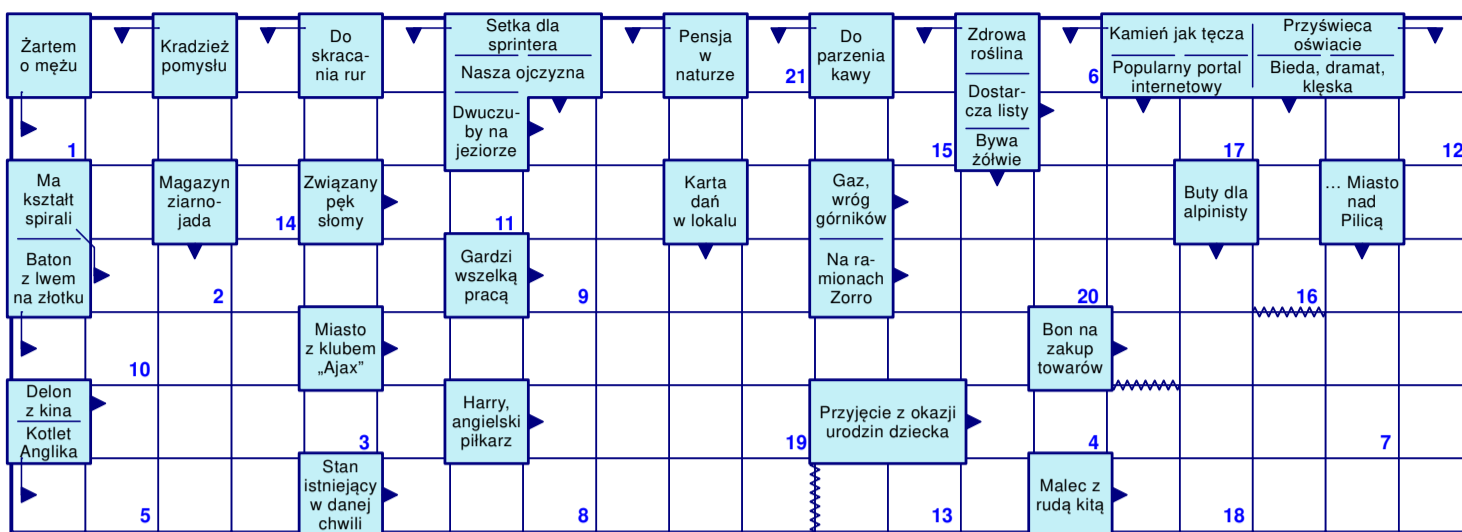 Żartem
o mężu
Kradzież
pomysłu
Do
skraca-
nia rur
Setka dla
sprintera
Nasza ojczyzna
Dwuczu-
by na
jeziorze
Pensja
w
naturze
21
Do
parzenia
kawy
Zdrowa
roślina
Dostar-
cza listy
Bywa
żółwie
6
Kamień jak tęcza
Popularny portal
internetowy
Przyświeca
oświacie
Bieda, dramat,
klęska
1
15
17
12
Ma
kształt
spirali
Baton
z lwem
na złotku
Magazyn
ziarno-
jada
14
Związany
pęk
słomy
11
Karta
dań
w lokalu
Gaz,
wróg
górników
Na ra-
mionach
Zorro
Buty dla
alpinisty
... Miasto
nad
Pilicą
2
Gardzi
wszelką
pracą
9
20
16
10
Miasto
z klubem
„Ajax”
Bon na
zakup
towarów
Delon
z kina
Kotlet
Anglika
3
Harry,
angielski
piłkarz
19
Przyjęcie z okazji
urodzin dziecka
4
7
5
Stan
istniejący
w danej
chwili
8
13
Malec z
rudą kitą
18